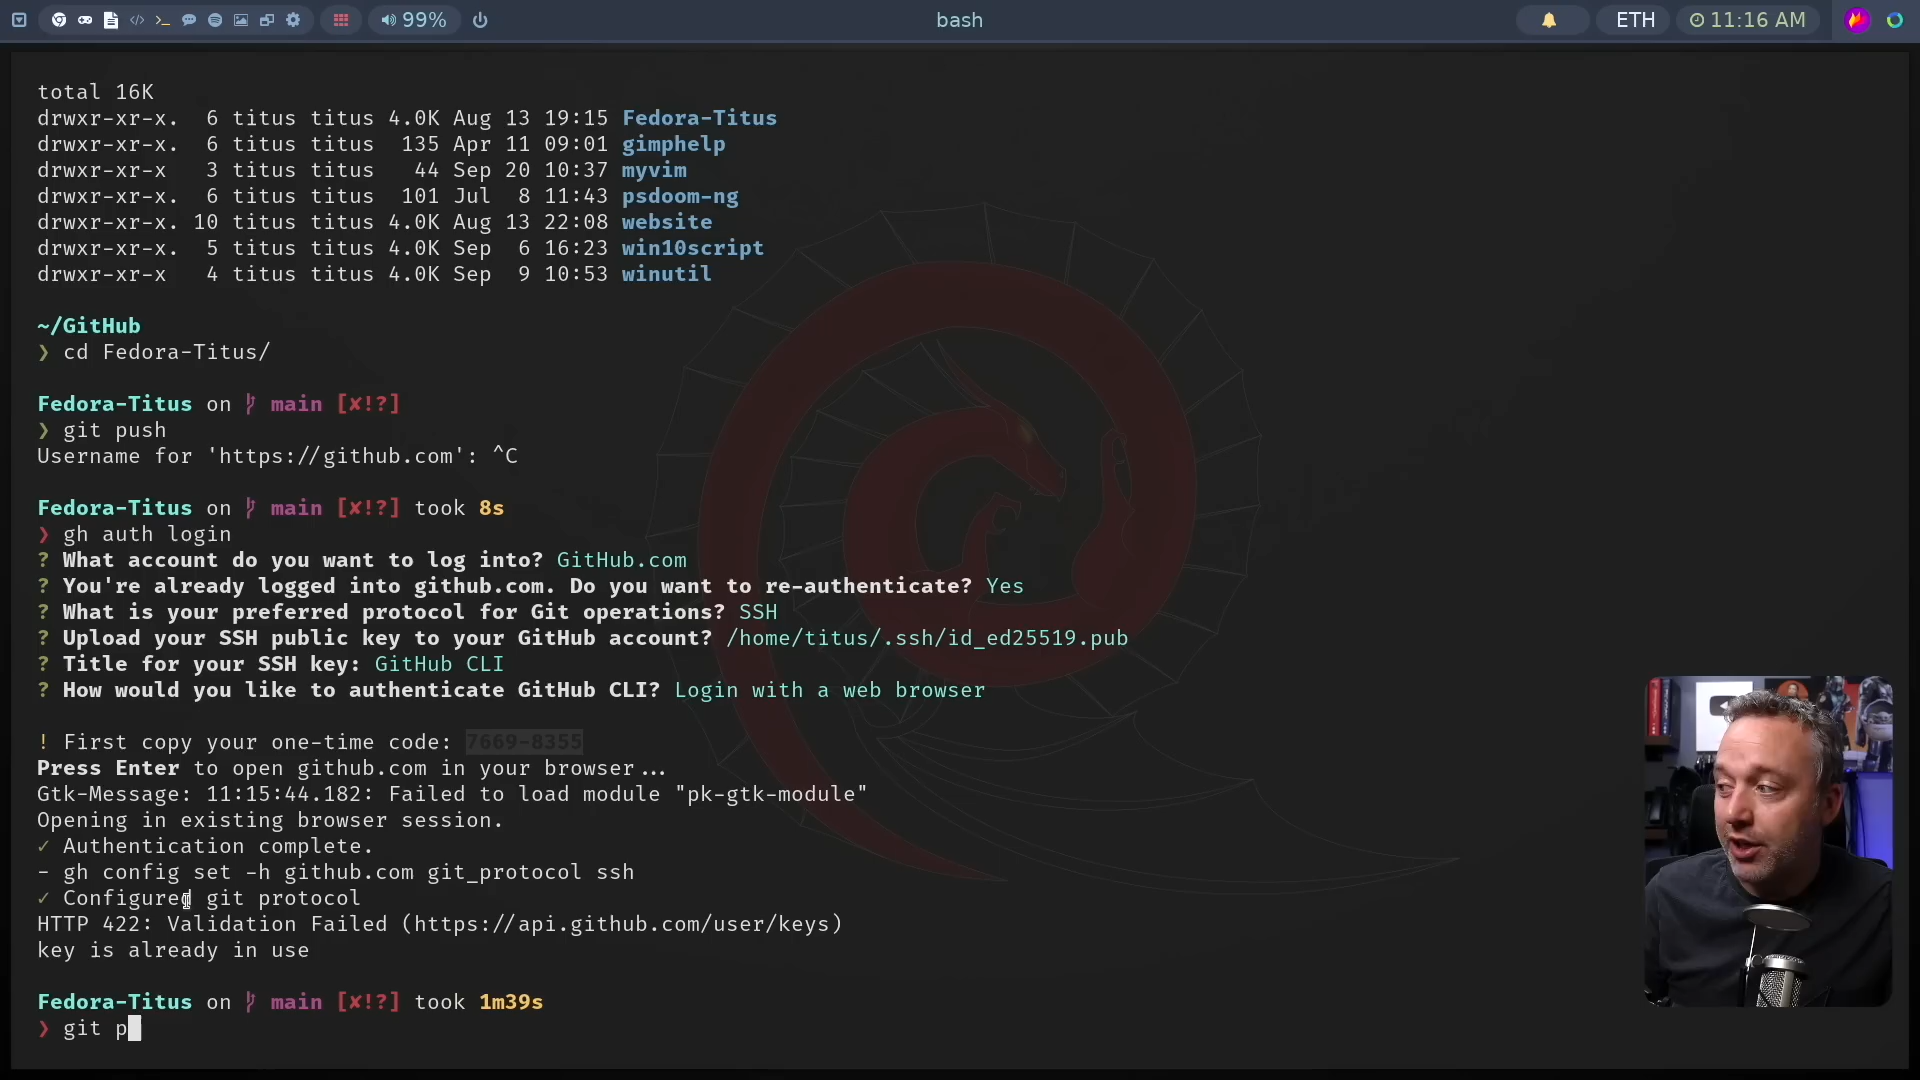 99%
bash
ETH
11:16 AM
total 16K
drwxr-xr-x. 6 titus titus 4.0K Aug 13 19:15 Fedora-Titus
drwxr-xr-x. 6 titus titus 135 Apr 11 09:01 gimphelp
drwxr-xr-x 3 titus titus 44 Sep 20 10:37 myvim
drwxr-xr-x. 6 titus titus 101 Jul 8 11:43 psdoom-ng
drwxr-xr-x. 10 titus titus 4.0K Aug 13 22:08 website
drwxr-xr-x. 5 titus titus 4.0K Sep 6 16:23 win10script
drwxr-xr-x 4 titus titus 4.0K Sep 9 10:53 winutil
~/GitHub
❯ cd Fedora-Titus/
Fedora-Titus on main [✘!?]
❯ git push
Username for 'https://github.com': ^C
Fedora-Titus on main [✘!?] took 8s
❯ gh auth login
? What account do you want to log into? GitHub.com
? You're already logged into github.com. Do you want to re-authenticate? Yes
? What is your preferred protocol for Git operations? SSH
? Upload your SSH public key to your GitHub account? /home/titus/.ssh/id_ed25519.pub
? Title for your SSH key: GitHub CLI
? How would you like to authenticate GitHub CLI? Login with a web browser
! First copy your one-time code: 7669-8355
Press Enter to open github.com in your browser...
Gtk-Message: 11:15:44.182: Failed to load module "pk-gtk-module"
Opening in existing browser session.
✓ Authentication complete.
- gh config set -h github.com git_protocol ssh
✓ Configured git protocol
HTTP 422: Validation Failed (https://api.github.com/user/keys)
key is already in use
Fedora-Titus on main [✘!?] took 1m39s
❯ git p